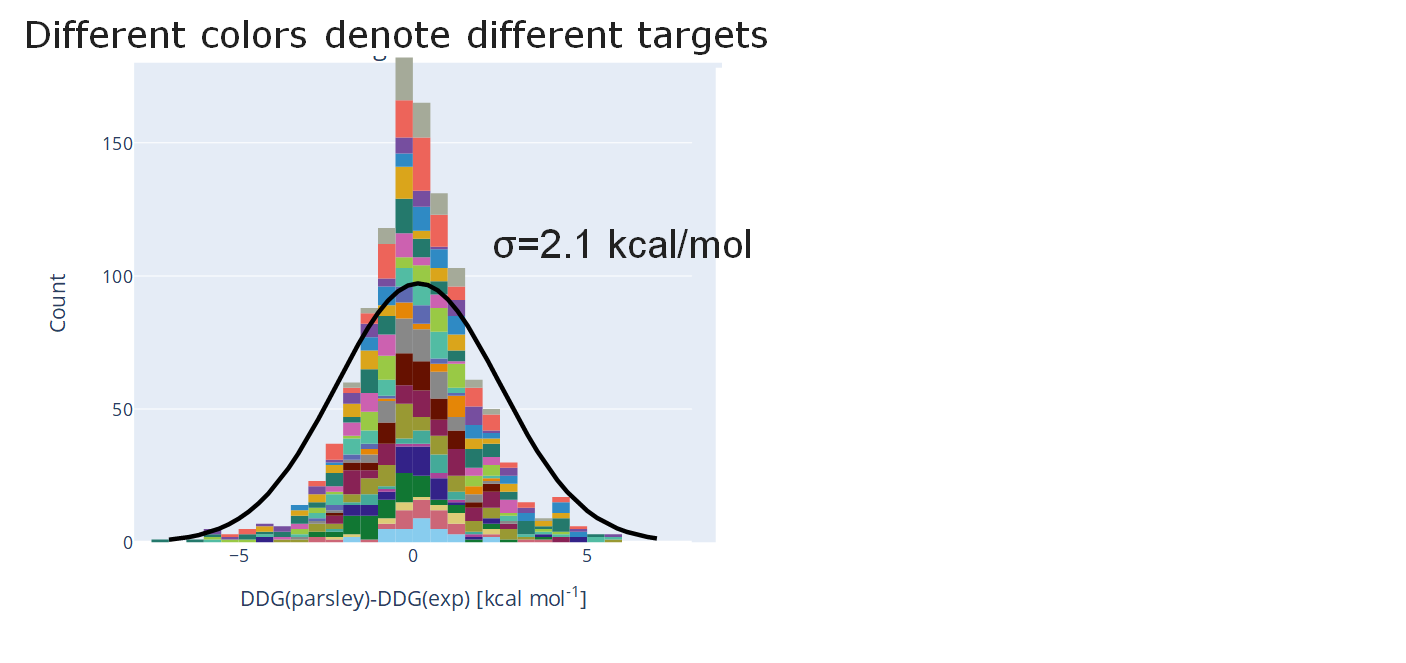 Different colors denote different targets
σ=2.1 kcal/mol
150
100
50
0
Count
−5
0
5
DDG(parsley)-DDG(exp) [kcal mol⁻¹]